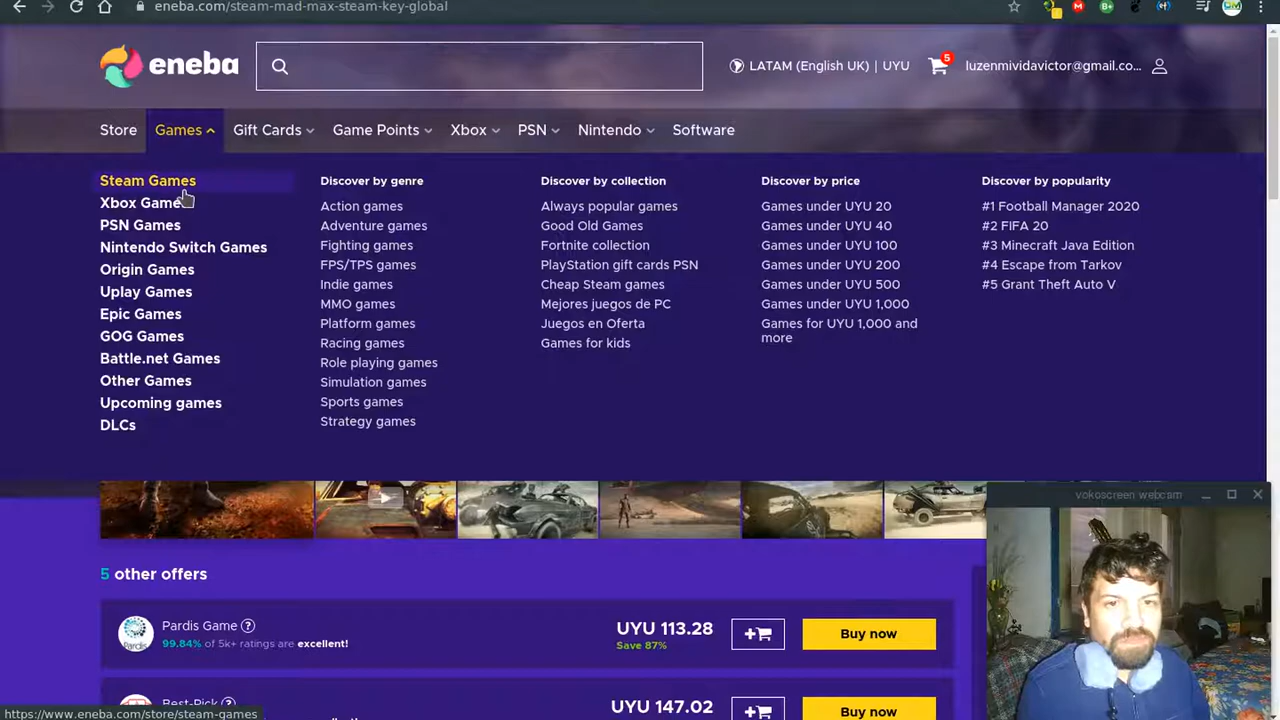 eneba.com/steam-mad-max-steam-key-global
eneba
LATAM (English UK) | UYU
5
luzenmividavictor@gmail.co...
Store
Games
Gift Cards
Game Points
Xbox
PSN
Nintendo
Software
Steam Games
Xbox Game
PSN Games
Nintendo Switch Games
Origin Games
Uplay Games
Epic Games
GOG Games
Battle.net Games
Other Games
Upcoming games
DLCs
Discover by genre
Action games
Adventure games
Fighting games
FPS/TPS games
Indie games
MMO games
Platform games
Racing games
Role playing games
Simulation games
Sports games
Strategy games
Discover by collection
Always popular games
Good Old Games
Fortnite collection
PlayStation gift cards PSN
Cheap Steam games
Mejores juegos de PC
Juegos en Oferta
Games for kids
Discover by price
Games under UYU 20
Games under UYU 40
Games under UYU 100
Games under UYU 200
Games under UYU 500
Games under UYU 1,000
Games for UYU 1,000 and
more
Discover by popularity
#1 Football Manager 2020
#2 FIFA 20
#3 Minecraft Java Edition
#4 Escape from Tarkov
#5 Grant Theft Auto V
vokoscreen webcam
5 other offers
Pardis
Pardis Game ?
99.84% of 5k+ ratings are excellent!
UYU 113.28
Save 87%
Buy now
Best-Pick
UYU 147.02
Buy now
https://www.eneba.com/store/steam-games